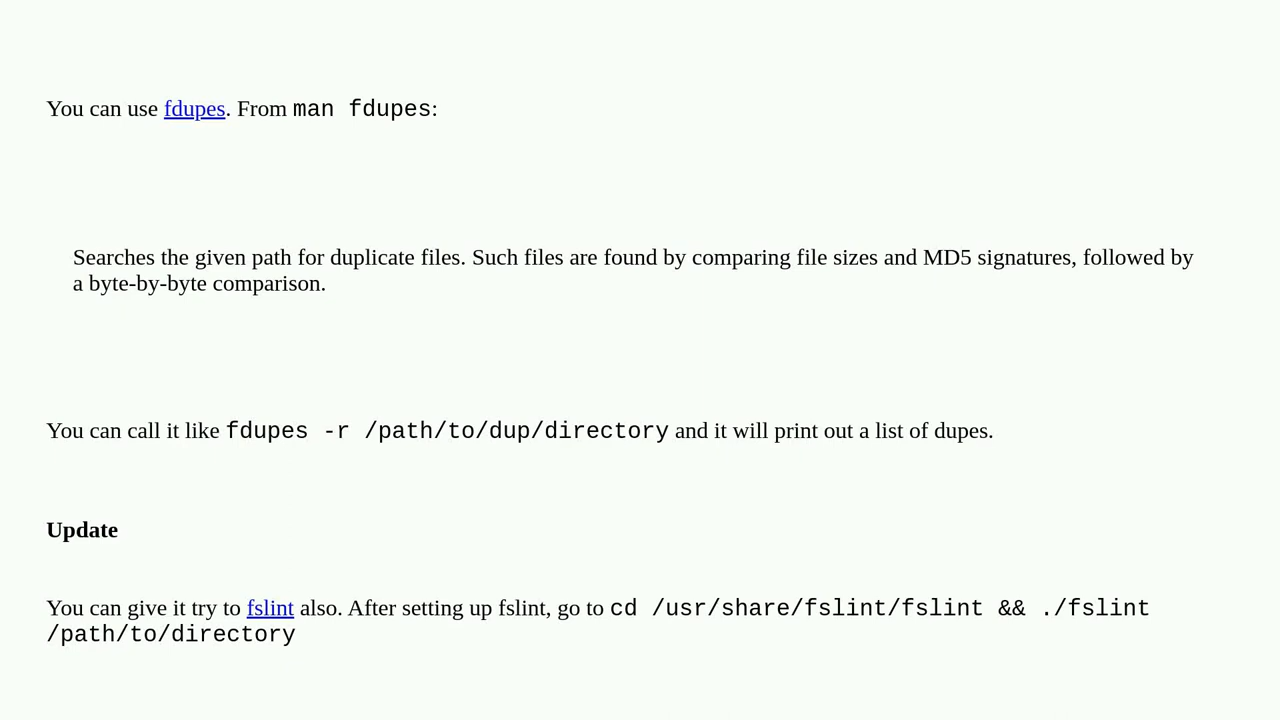 You can use fdupes. From man fdupes:
Searches the given path for duplicate files. Such files are found by comparing file sizes and MD5 signatures, followed by
a byte-by-byte comparison.
You can call it like fdupes -r /path/to/dup/directory and it will print out a list of dupes.
Update
You can give it try to fslint also. After setting up fslint, go to cd /usr/share/fslint/fslint && ./fslint
/path/to/directory